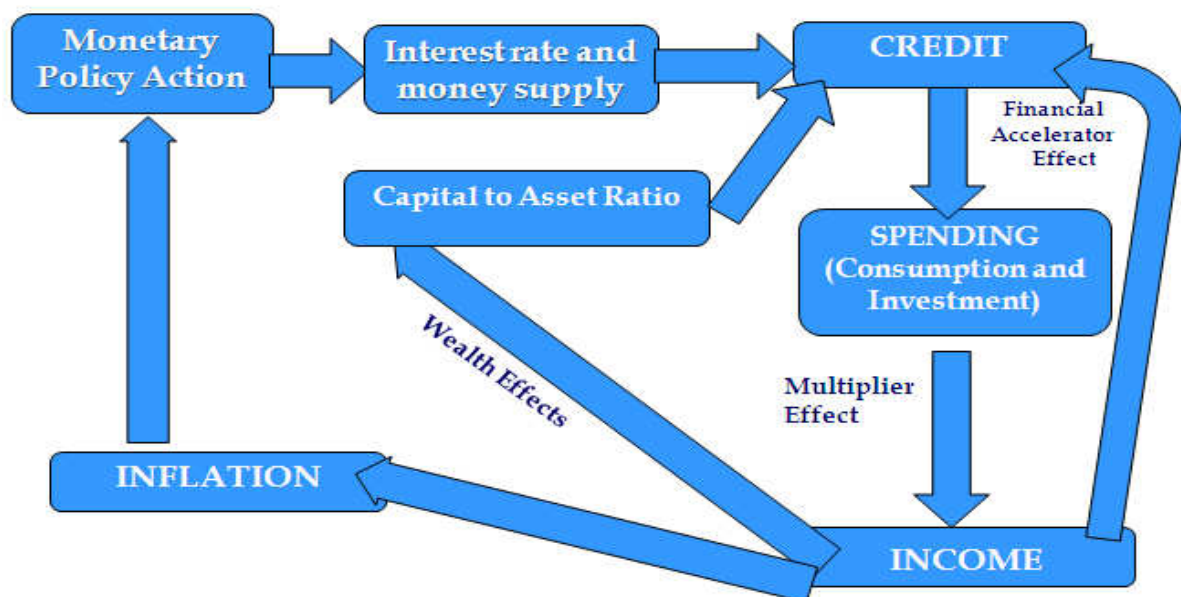 Monetary
Policy Action
Interest rate and
money supply
CREDIT
Financial
Accelerator
Effect
Capital to Asset Ratio
SPENDING
(Consumption and
Investment)
Wealth Effects
Multiplier
Effect
INFLATION
INCOME